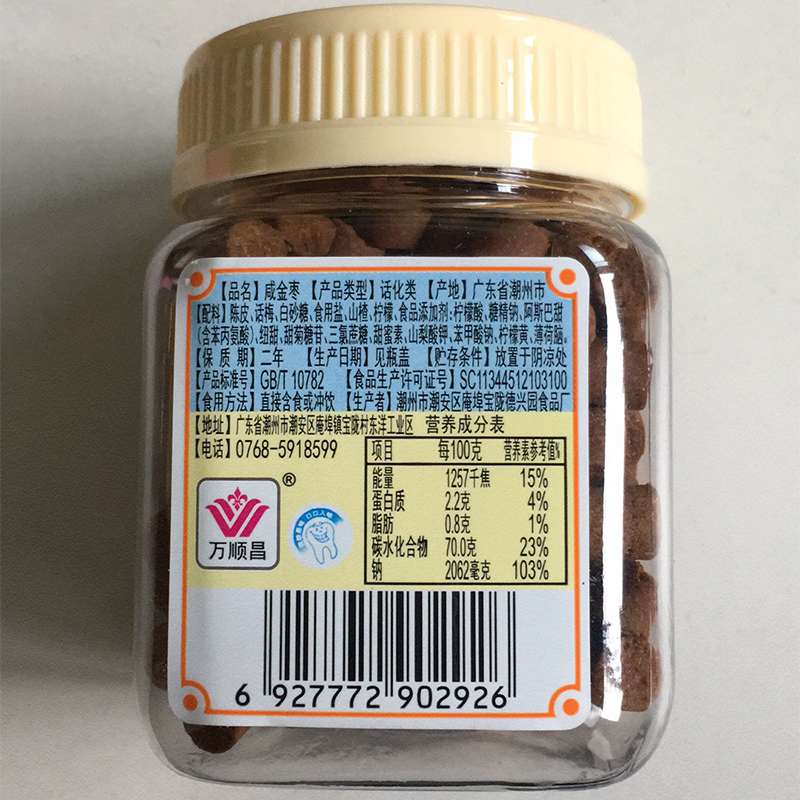 【品名】咸金枣 【产品类型】话化类 【产地】广东省潮州市
【配料】陈皮、话梅、白砂糖、食用盐、山楂、柠檬、食品添加剂:柠檬酸、糖精钠、阿斯巴甜
(含苯丙氨酸)、纽甜、甜菊糖苷、三氯蔗糖、甜蜜素、山梨酸钾、苯甲酸钠、柠檬黄、薄荷脑。
【保 质 期】二年 【生产日期】见瓶盖 【贮存条件】放置于阴凉处
【产品标准号】GB/T 10782 【食品生产许可证号】SC11344512103100
【食用方法】直接含食或冲饮 【生产者】潮州市潮安区庵埠宝陇德兴园食品厂
【地址】广东省潮州市潮安区庵埠镇宝陇村东洋工业区 营养成分表
【电话】0768-5918599
项目 每100克 营养素参考值%
能量 1257千焦 15%
蛋白质 2.2克 4%
脂肪 0.8克 1%
碳水化合物 70.0克 23%
钠 2062毫克 103%
®
万顺昌
6 927772 902926